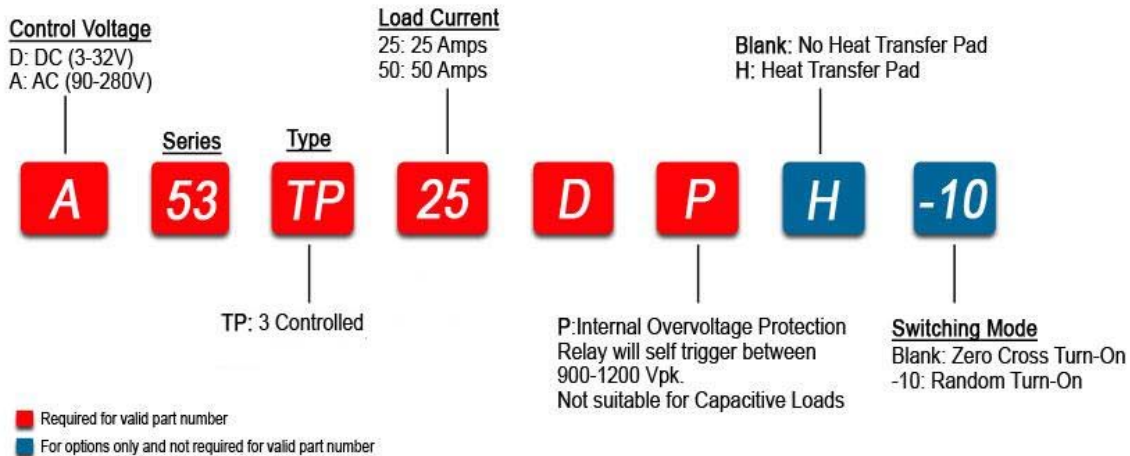 Control Voltage
D: DC (3-32V)
A: AC (90-280V)
Load Current
25: 25 Amps
50: 50 Amps
Blank: No Heat Transfer Pad
H: Heat Transfer Pad
Series
Type
A 53 TP 25 D P H -10
TP: 3 Controlled
P:Internal Overvoltage Protection
Relay will self trigger between
900-1200 Vpk.
Not suitable for Capacitive Loads
Switching Mode
Blank: Zero Cross Turn-On
-10: Random Turn-On
Required for valid part number
For options only and not required for valid part number